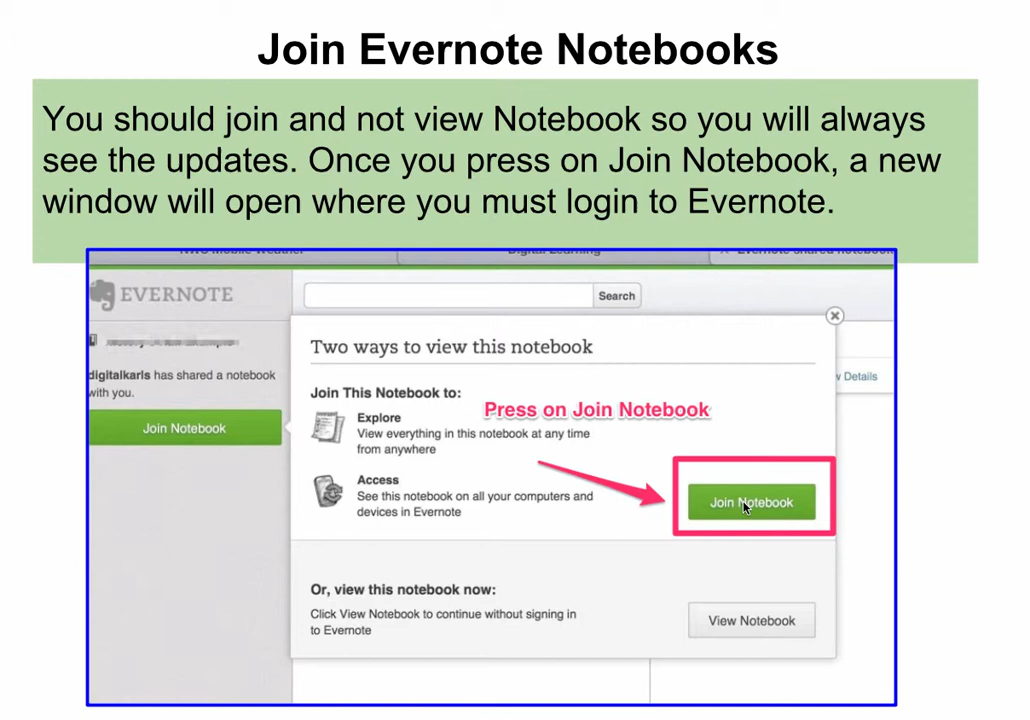 Join Evernote Notebooks
You should join and not view Notebook so you will always
see the updates. Once you press on Join Notebook, a new
window will open where you must login to Evernote.
EVERNOTE
Search
digitalkarls has shared a notebook
with you.
Join Notebook
Two ways to view this notebook
Join This Notebook to:
Press on Join Notebook
Explore
View everything in this notebook at any time
from anywhere
Access
See this notebook on all your computers and
devices in Evernote
Join Notebook
Details
Or, view this notebook now:
Click View Notebook to continue without signing in
to Evernote
View Notebook